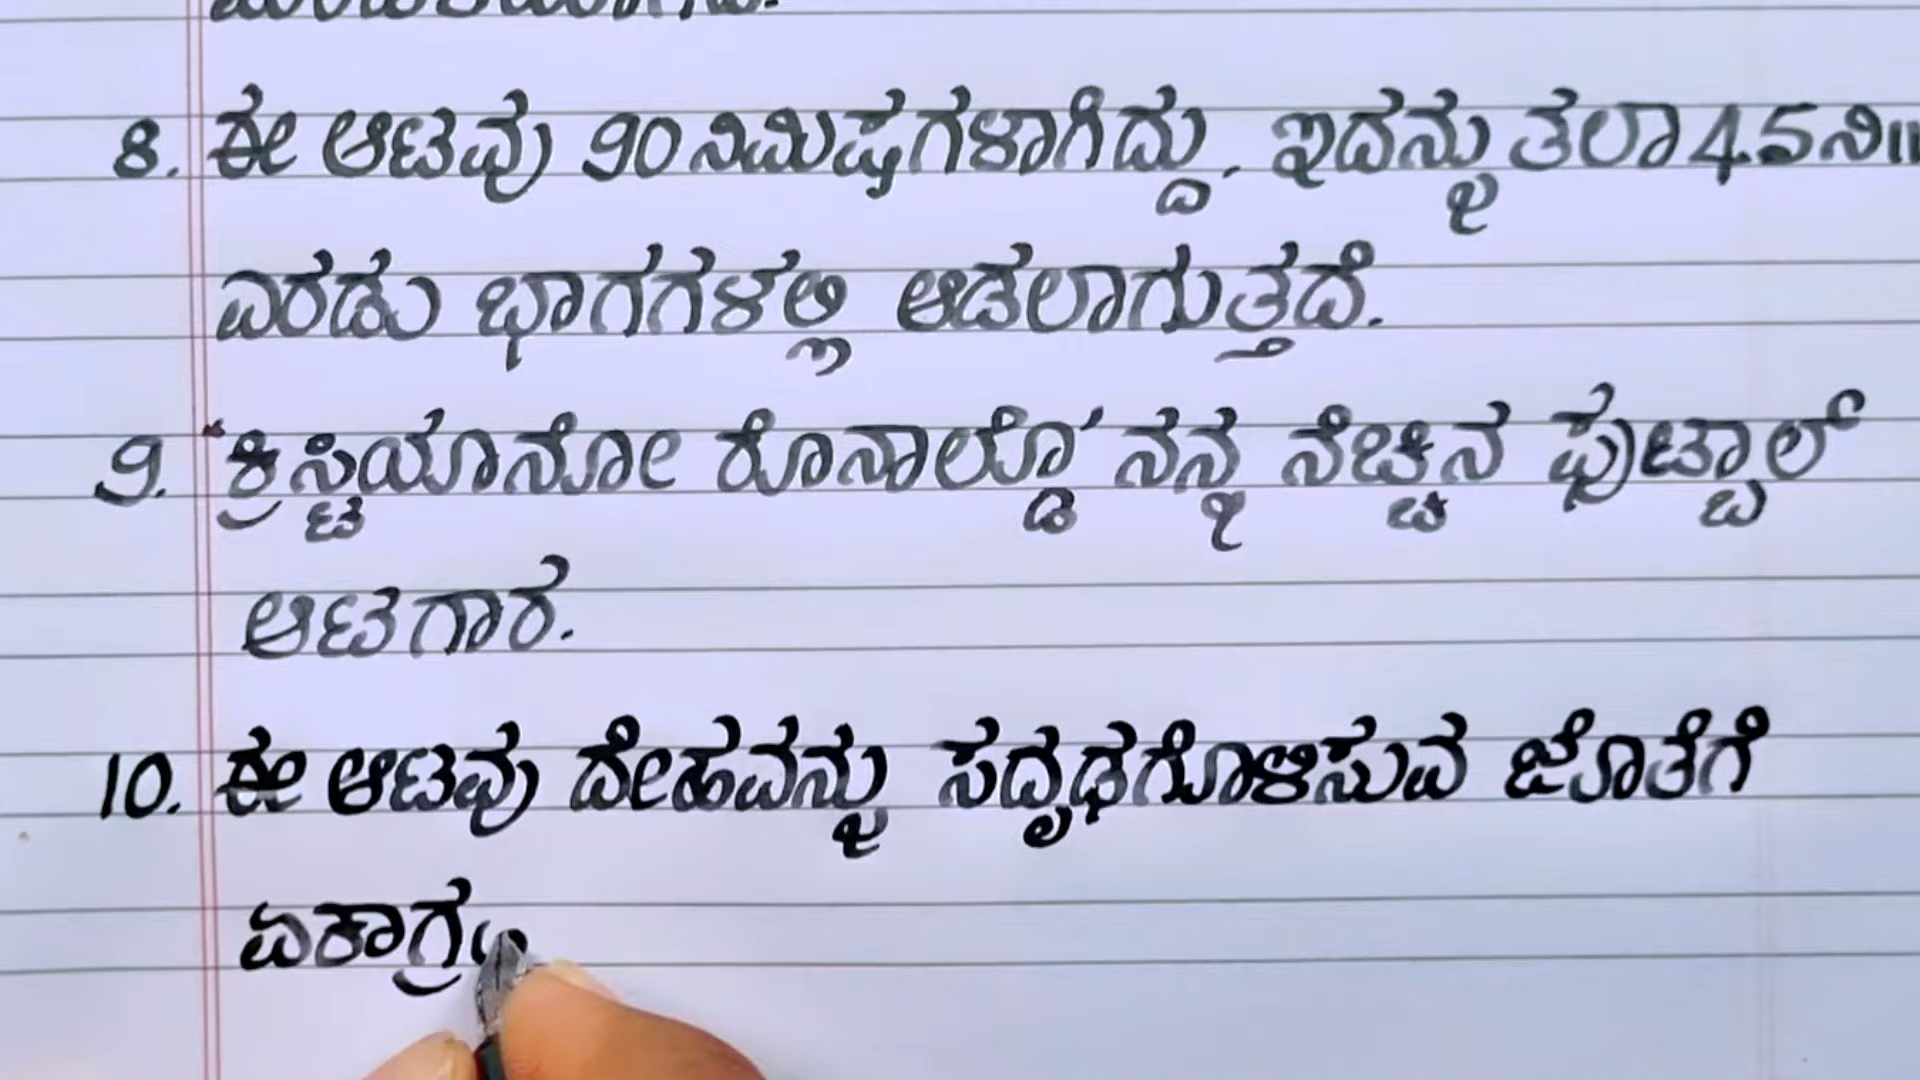 8. ಈ ಆಟವು 90 ನಿಮಿಷಗಳಾಗಿದ್ದು. ಇದನ್ನು ತಲಾ 45 ನಿ||
ಎರಡು ಭಾಗಗಳಲ್ಲಿ ಆಡಲಾಗುತ್ತದೆ.
9. 'ಕ್ರಿಸ್ಟಿಯಾನೋ ರೊನಾಲ್ಡೊ' ನನ್ನ ನೆಚ್ಚಿನ ಫುಟ್ಬಾಲ್
ಆಟಗಾರ.
10. ಈ ಆಟವು ದೇಹವನ್ನು ಸದೃಢಗೊಳಿಸುವ ಜೊತೆಗೆ
ಏಕಾಗ್ರ